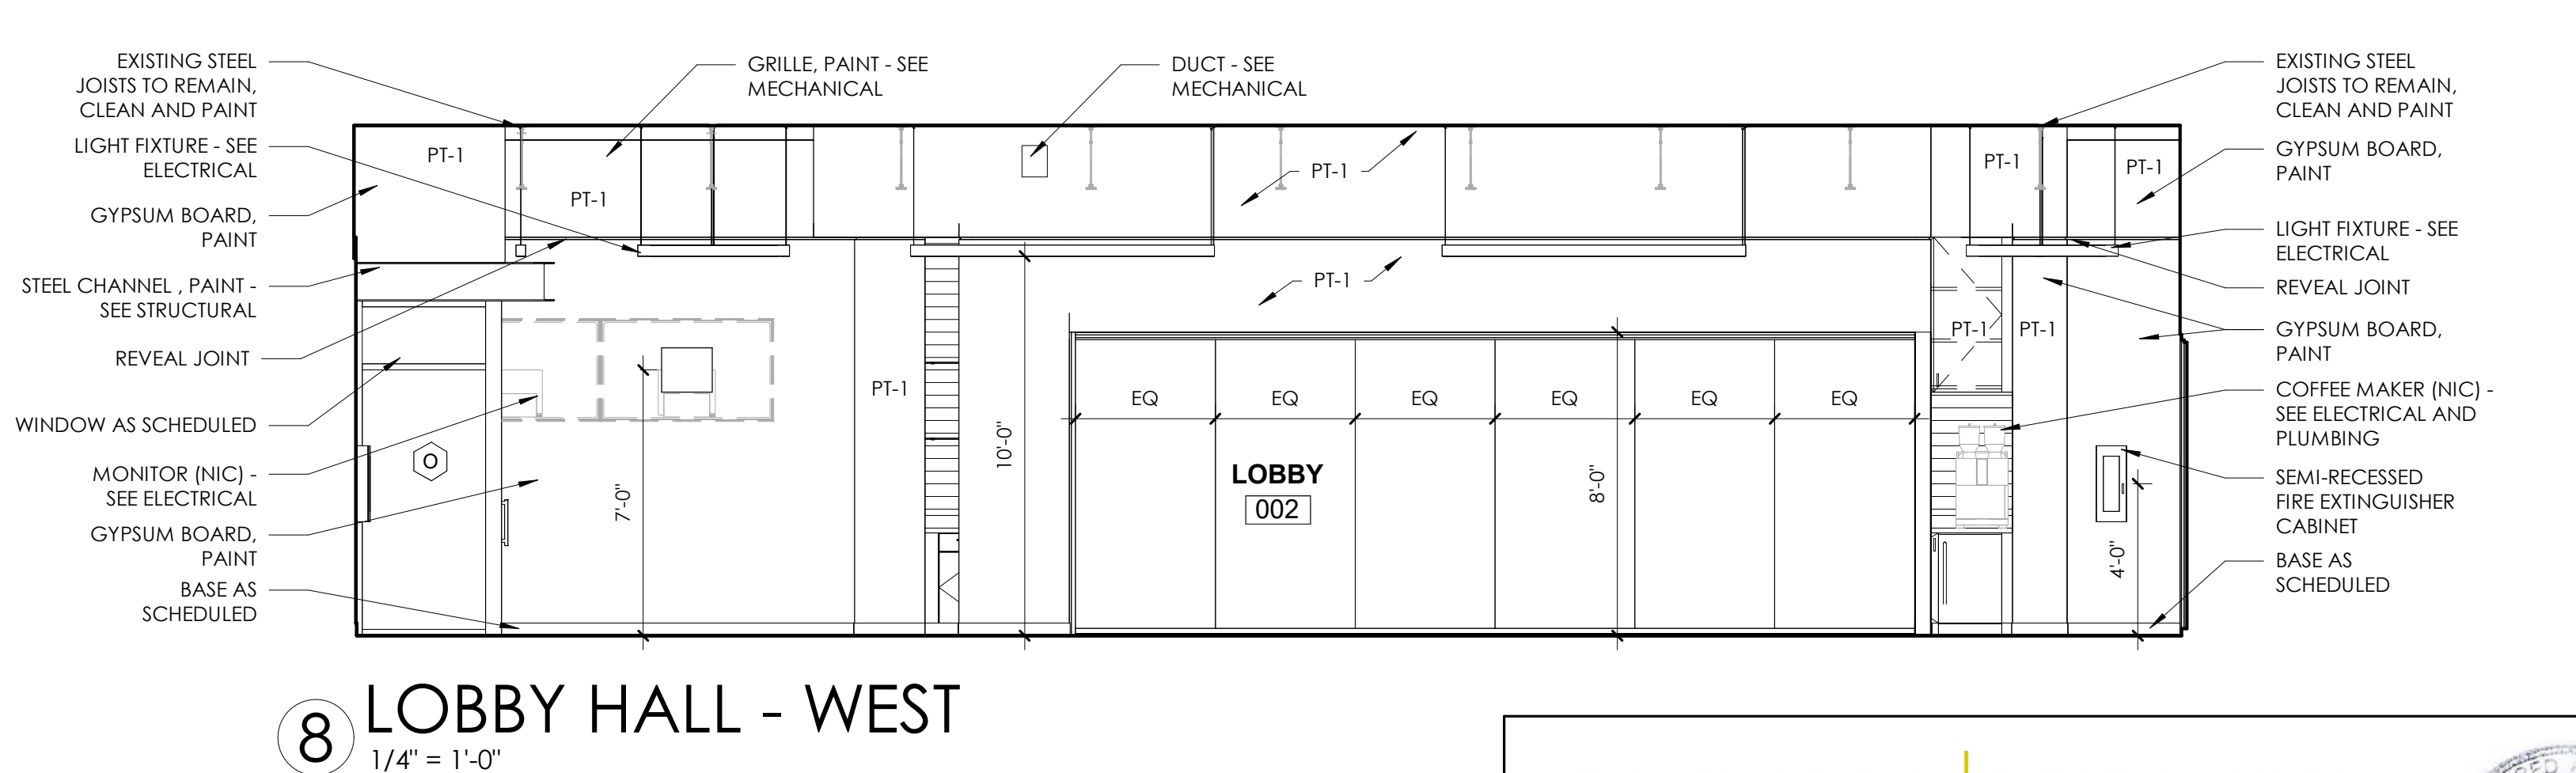 EXISTING STEEL
JOISTS TO REMAIN,
CLEAN AND PAINT
LIGHT FIXTURE - SEE
ELECTRICAL
GYPSUM BOARD,
PAINT
STEEL CHANNEL , PAINT -
SEE STRUCTURAL
REVEAL JOINT
WINDOW AS SCHEDULED
MONITOR (NIC) -
SEE ELECTRICAL
GYPSUM BOARD,
PAINT
BASE AS
SCHEDULED
GRILLE, PAINT - SEE
MECHANICAL
DUCT - SEE
MECHANICAL
PT-1
PT-1
PT-1
PT-1
PT-1
PT-1
PT-1
PT-1
PT-1
O
7'-0"
10'-0"
EQ
EQ
EQ
EQ
EQ
EQ
LOBBY
002
8'-0"
4'-0"
EXISTING STEEL
JOISTS TO REMAIN,
CLEAN AND PAINT
GYPSUM BOARD,
PAINT
LIGHT FIXTURE - SEE
ELECTRICAL
REVEAL JOINT
GYPSUM BOARD,
PAINT
COFFEE MAKER (NIC) -
SEE ELECTRICAL AND
PLUMBING
SEMI-RECESSED
FIRE EXTINGUISHER
CABINET
BASE AS
SCHEDULED
8
LOBBY HALL - WEST
1/4" = 1'-0"